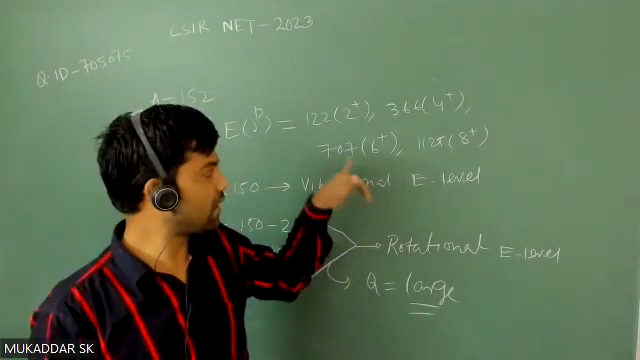 CSIR NET-2023
Q.ID-705075
A-152
E(J^p) = 122(2+), 366(4+),
707(6+), 1125(8+)
150 → Vib nal E-level
150-2
Rotational E-level
Q = large
MUKADDAR SK